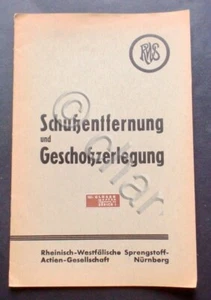 RWS
Schußentfernung
und
Geschoßzerlegung
Rheinisch-Westfälische Sprengstoff-
Actien-Gesellschaft Nürnberg